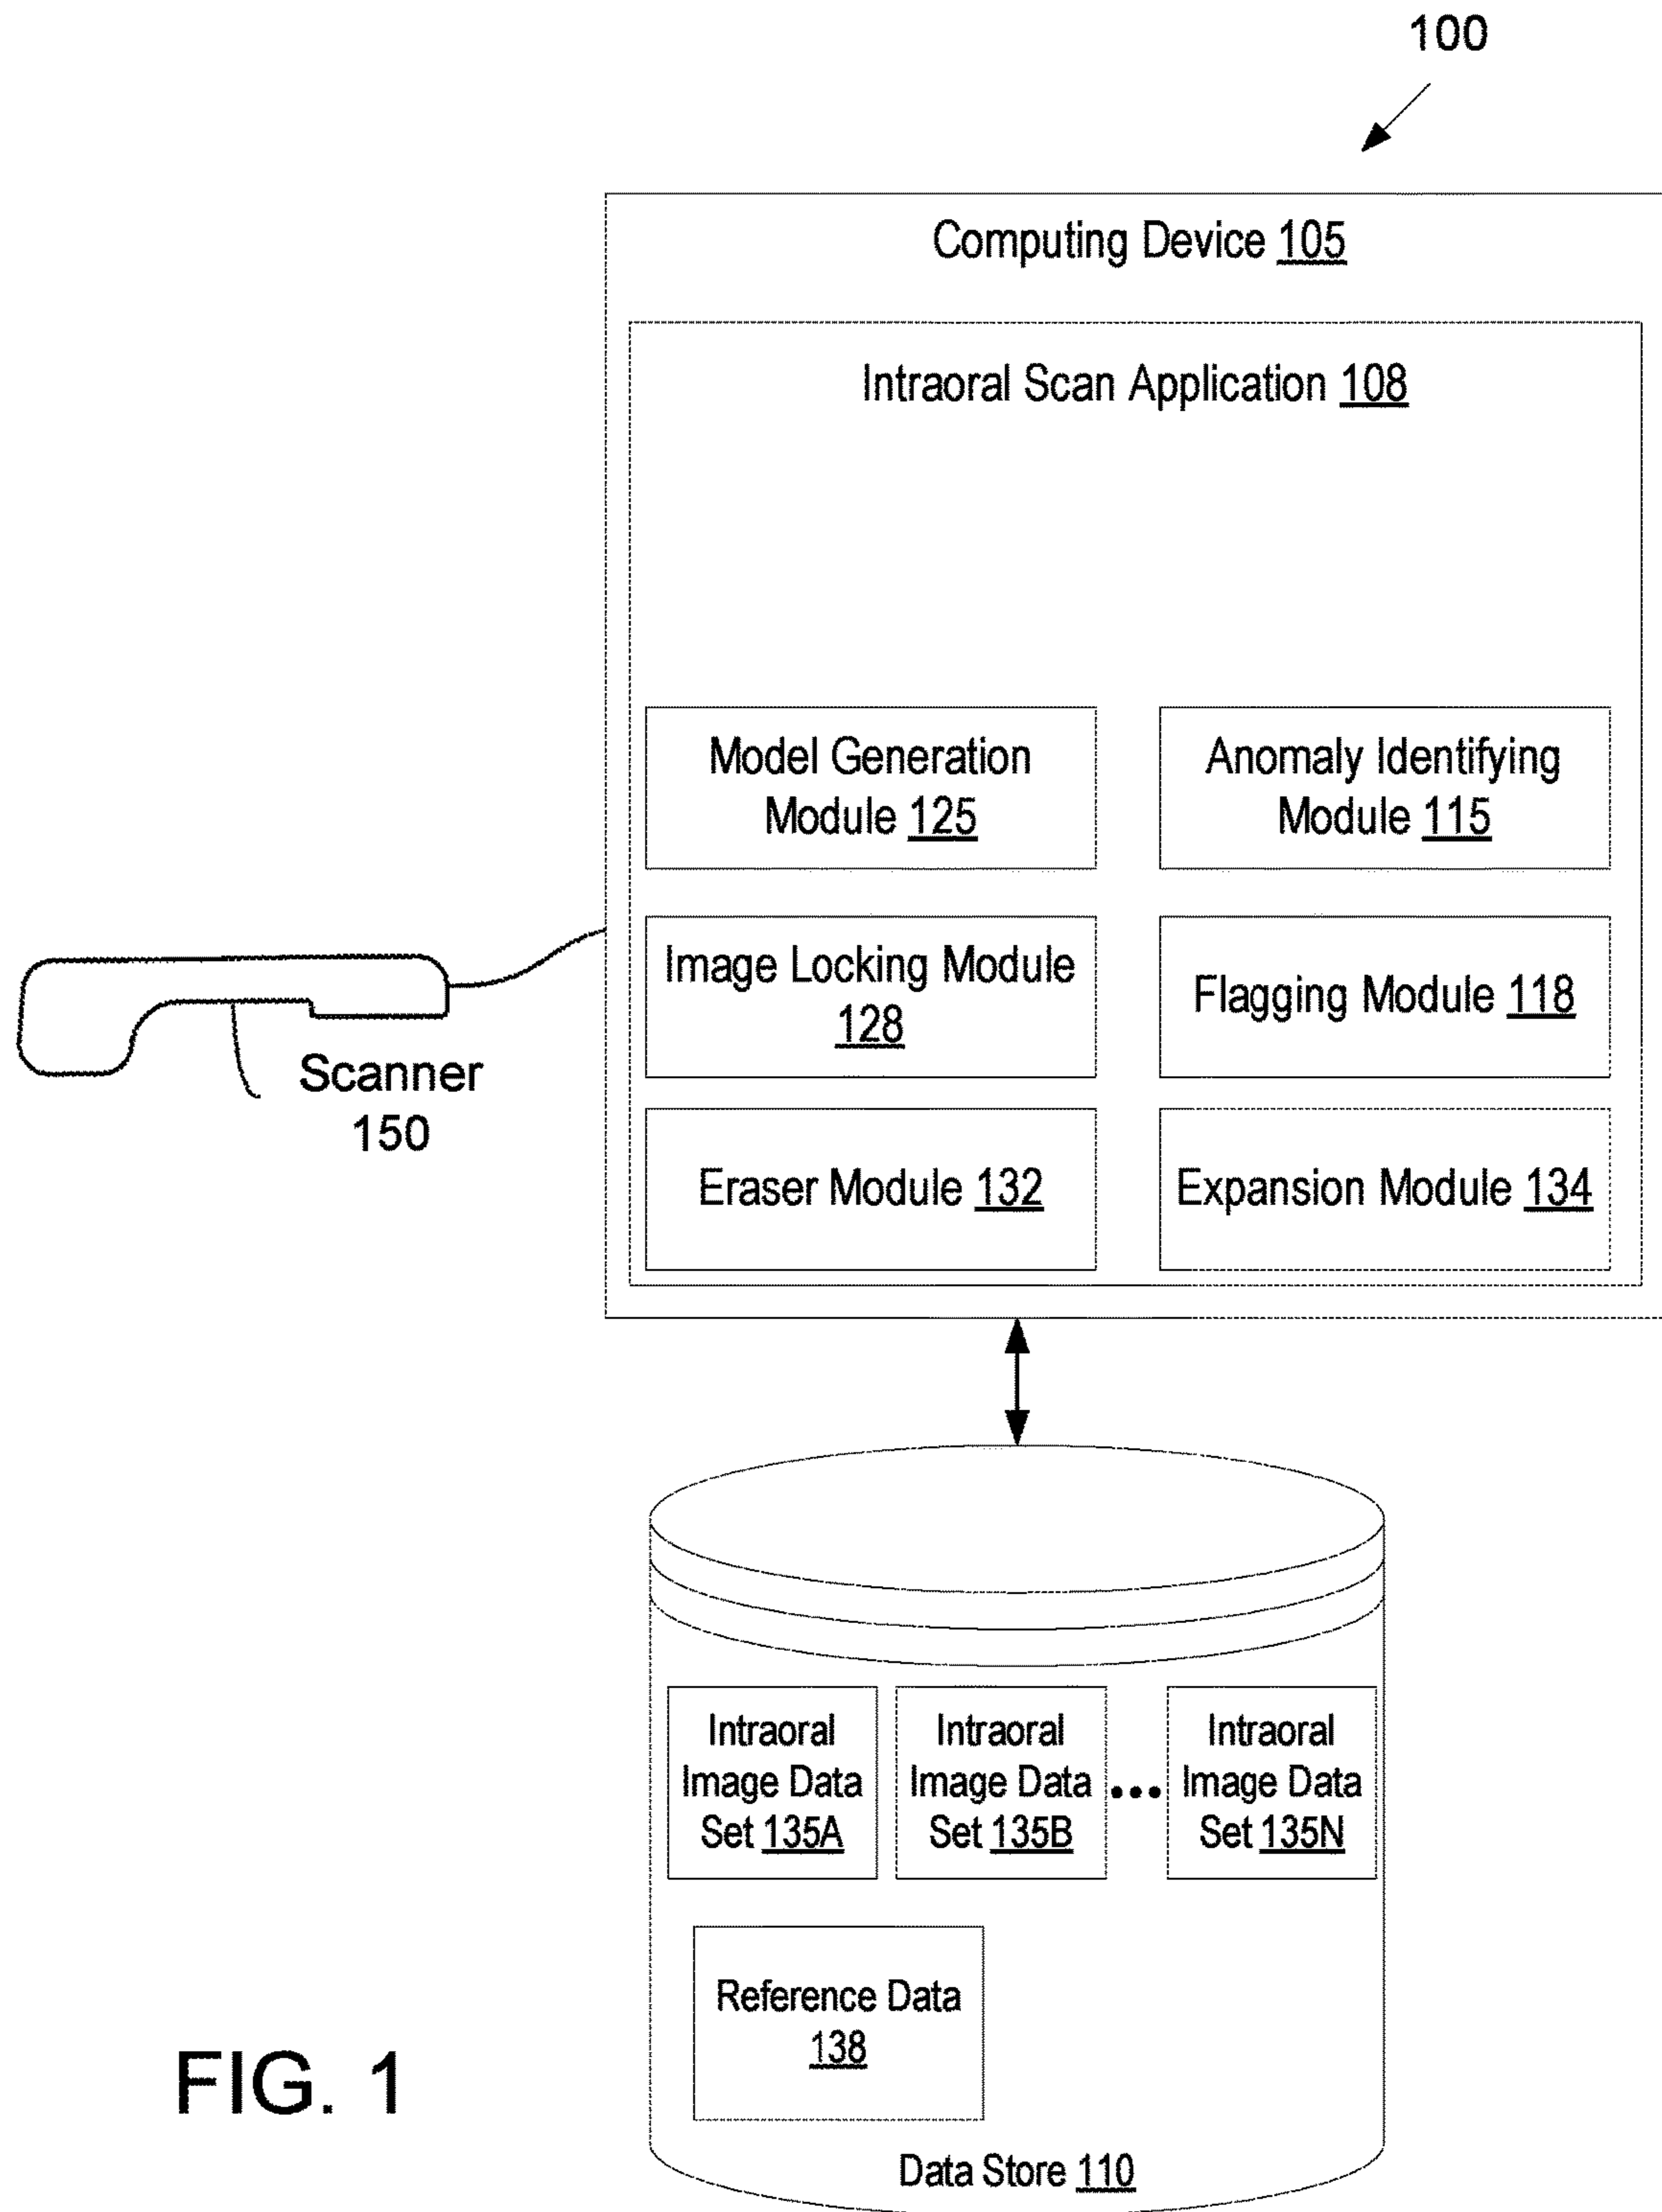 100
Computing Device 105
Intraoral Scan Application 108
Model Generation
Module 125
Anomaly Identifying
Module 115
Image Locking Module
128
Flagging Module 118
Scanner
150
Eraser Module 132
Expansion Module 134
Intraoral
Image Data
Set 135A
Intraoral
Image Data
Set 135B
•••
Intraoral
Image Data
Set 135N
Reference Data
138
Data Store 110
FIG. 1